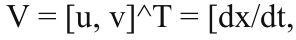 V = [u, v]^T = [dx/dt,